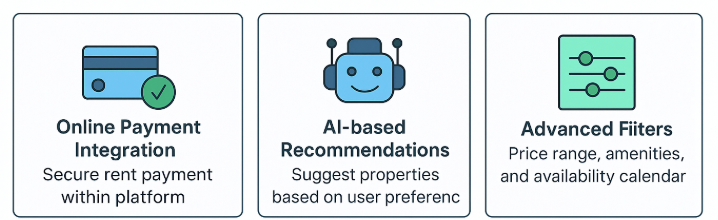 Online Payment
Integration
Secure rent payment
within platform
AI-based
Recommendations
Suggest properties
based on user preferenc
Advanced Fiiters
Price range, amenities,
and availability calendar